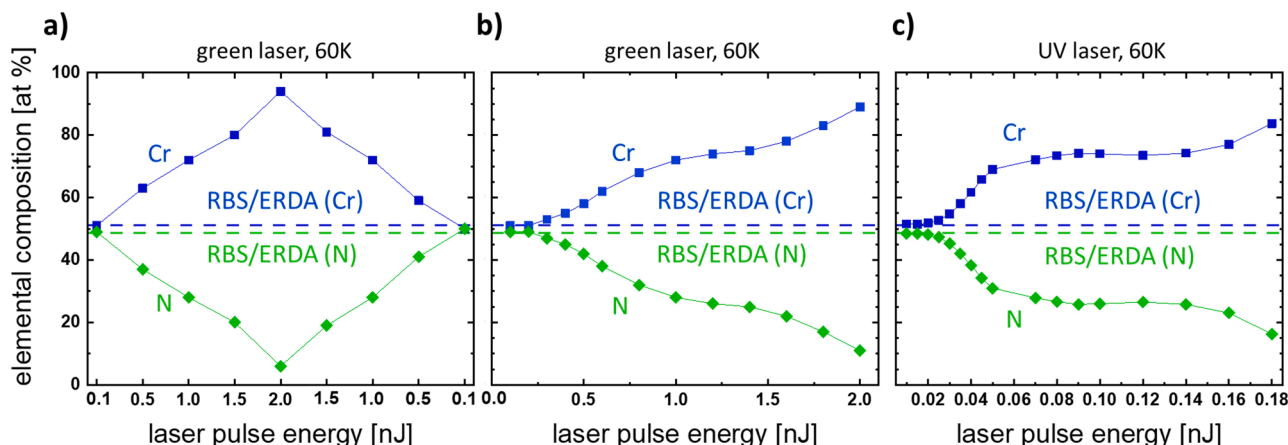 a)
green laser, 60K
b)
green laser, 60K
c)
UV laser, 60K
elemental composition [at %]
100
80
60
40
20
0
Cr
RBS/ERDA (Cr)
RBS/ERDA (N)
N
Cr
RBS/ERDA (Cr)
RBS/ERDA (N)
N
Cr
RBS/ERDA (Cr)
RBS/ERDA (N)
N
0.1 0.5 1.0 1.5 2.0 1.5 1.0 0.5 0.1
0.0 0.5 1.0 1.5 2.0
0.02 0.04 0.06 0.08 0.10 0.12 0.14 0.16 0.18
laser pulse energy [nJ]
laser pulse energy [nJ]
laser pulse energy [nJ]